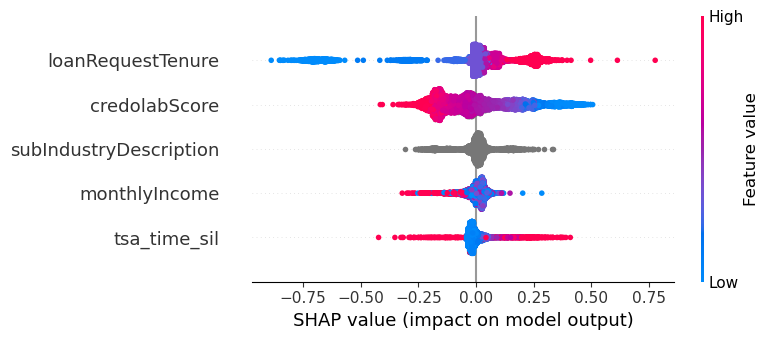 High
loanRequestTenure
credolabScore
subIndustryDescription
monthlyIncome
tsa_time_sil
Feature value
Low
−0.75 −0.50 −0.25 0.00 0.25 0.50 0.75
SHAP value (impact on model output)